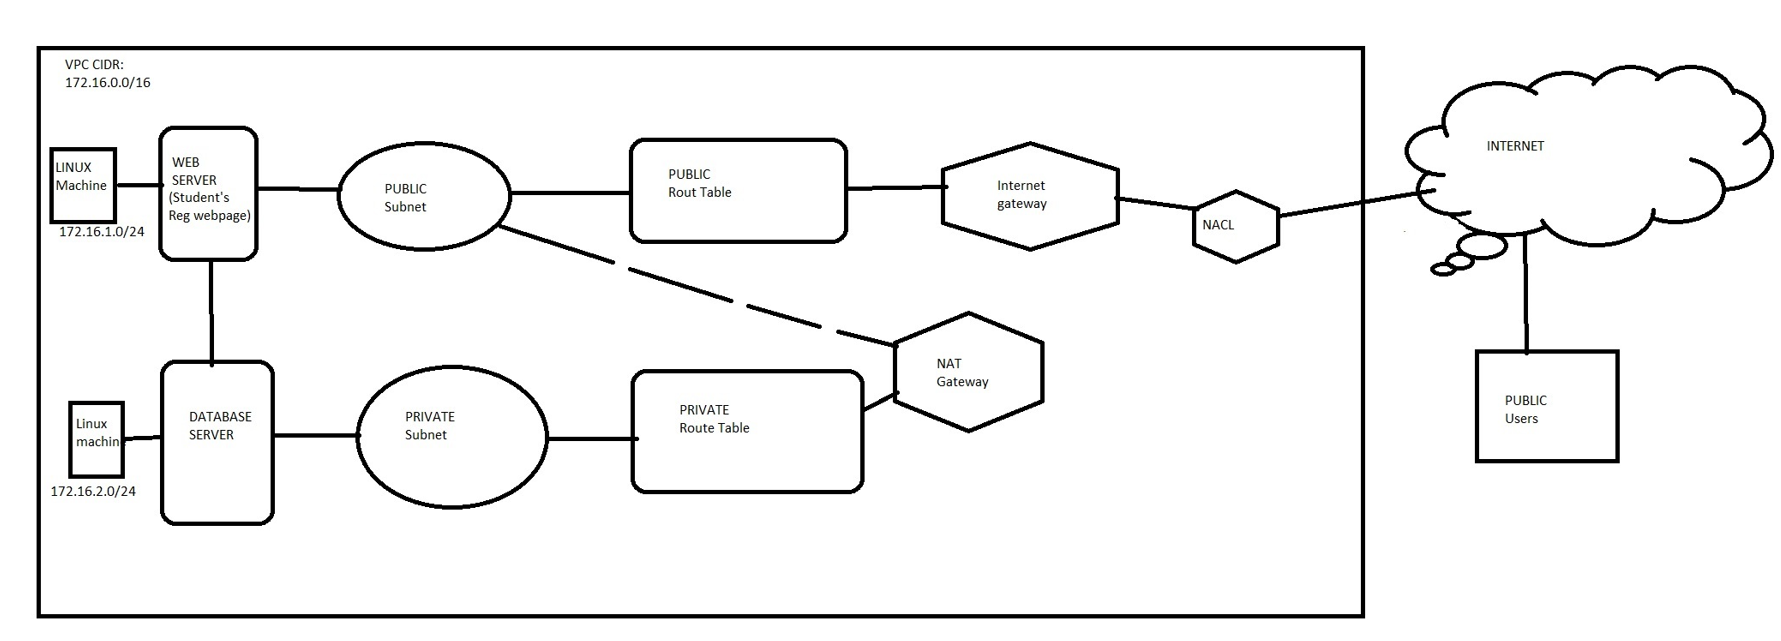 VPC CIDR:
172.16.0.0/16
LINUX
Machine
172.16.1.0/24
WEB
SERVER
(Student's
Reg webpage)
PUBLIC
Subnet
PUBLIC
Rout Table
Internet
gateway
NACL
INTERNET
NAT
Gateway
Linux
machin
172.16.2.0/24
DATABASE
SERVER
PRIVATE
Subnet
PRIVATE
Route Table
PUBLIC
Users